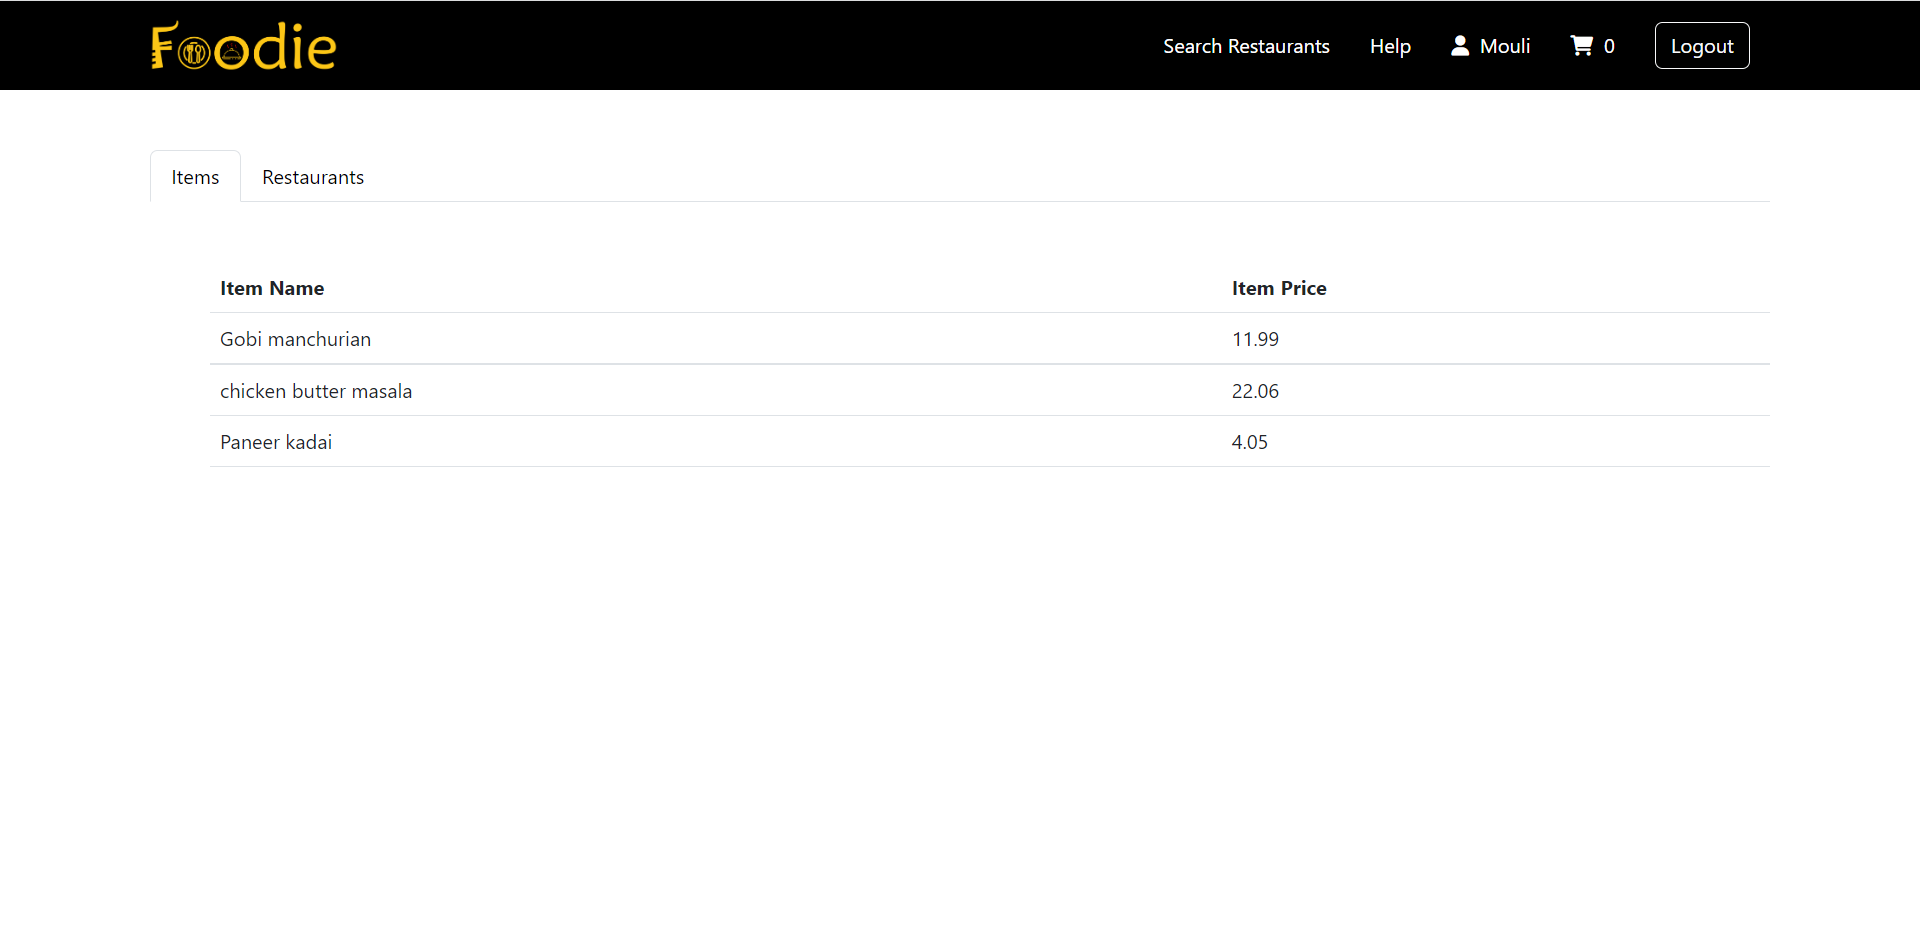 Foodie
Search Restaurants Help Mouli 0 Logout
Items Restaurants
Item Name Item Price
Gobi manchurian 11.99
chicken butter masala 22.06
Paneer kadai 4.05